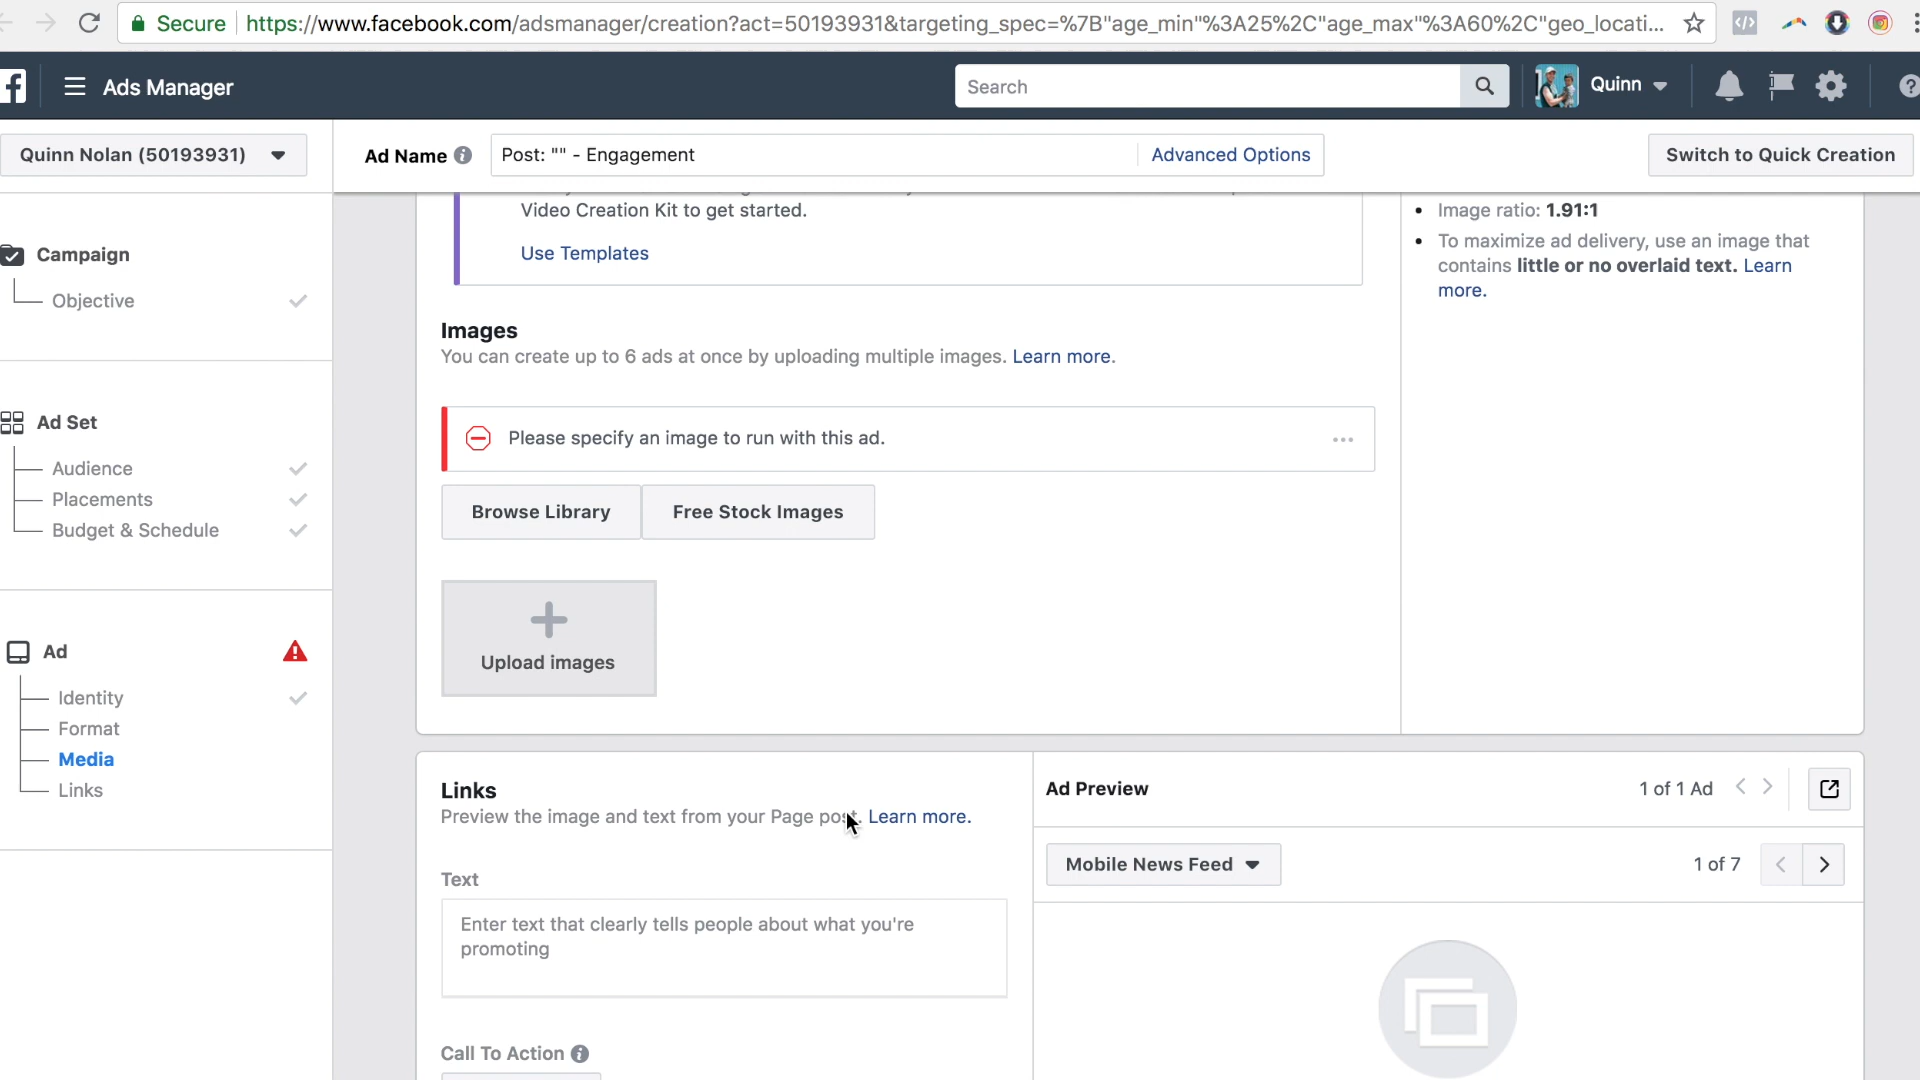 Secure https://www.facebook.com/adsmanager/creation?act=50193931&targeting_spec=%7B"age_min"%3A25%2C"age_max"%3A60%2C"geo_locati...
Ads Manager
Search
Quinn
Quinn Nolan (50193931)
Ad Name
Post: "" - Engagement
Advanced Options
Switch to Quick Creation
Campaign
Objective
Ad Set
Audience
Placements
Budget & Schedule
Ad
Identity
Format
Media
Links
Video Creation Kit to get started.
Use Templates
Image ratio: 1.91:1
To maximize ad delivery, use an image that
contains little or no overlaid text. Learn
more.
Images
You can create up to 6 ads at once by uploading multiple images. Learn more.
Please specify an image to run with this ad.
Browse Library
Free Stock Images
Upload images
Links
Preview the image and text from your Page post. Learn more.
Text
Enter text that clearly tells people about what you're
promoting
Call To Action
Ad Preview
1 of 1 Ad
Mobile News Feed
1 of 7